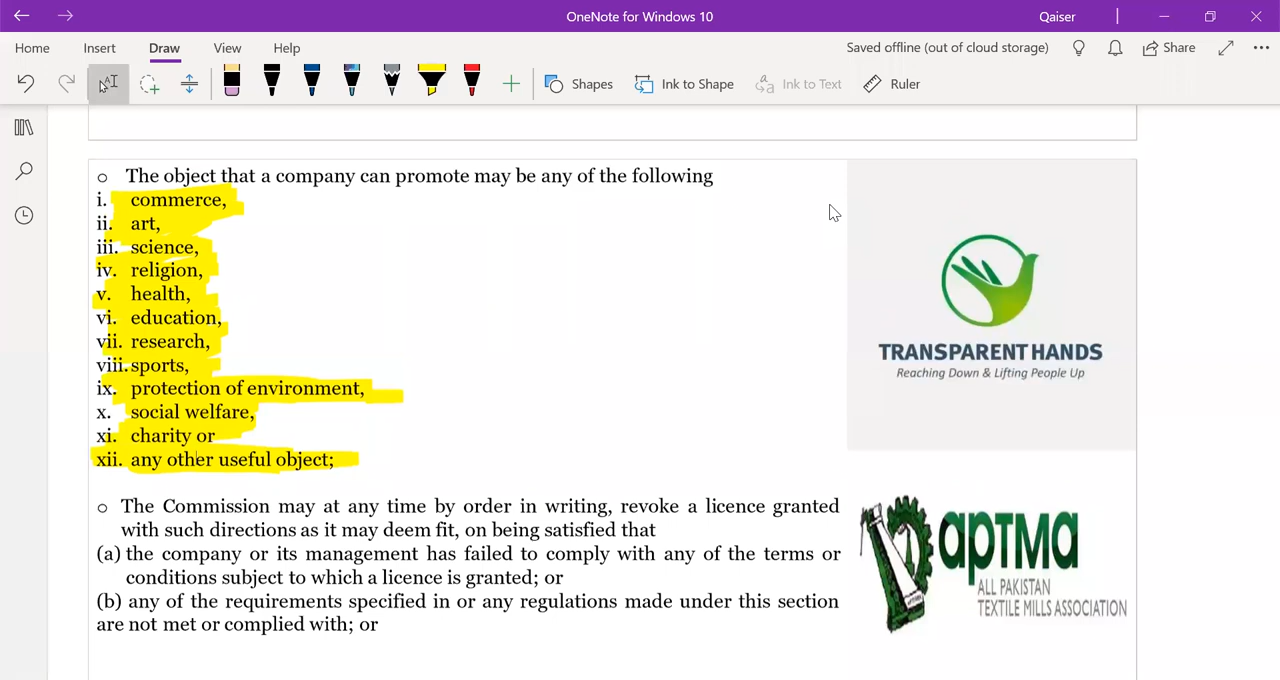 OneNote for Windows 10
Qaiser
Home Insert Draw View Help
Saved offline (out of cloud storage)
Share
Shapes
Ink to Shape
Ink to Text
Ruler
o The object that a company can promote may be any of the following
i. commerce,
ii. art,
iii. science,
iv. religion,
v. health,
vi. education,
vii. research,
viii. sports,
ix. protection of environment,
x. social welfare,
xi. charity or
xii. any other useful object;
o The Commission may at any time by order in writing, revoke a licence granted
with such directions as it may deem fit, on being satisfied that
(a) the company or its management has failed to comply with any of the terms or
conditions subject to which a licence is granted; or
(b) any of the requirements specified in or any regulations made under this section
are not met or complied with; or
TRANSPARENT HANDS
Reaching Down & Lifting People Up
aPTMA
ALL PAKISTAN
TEXTILE MILLS ASSOCIATION